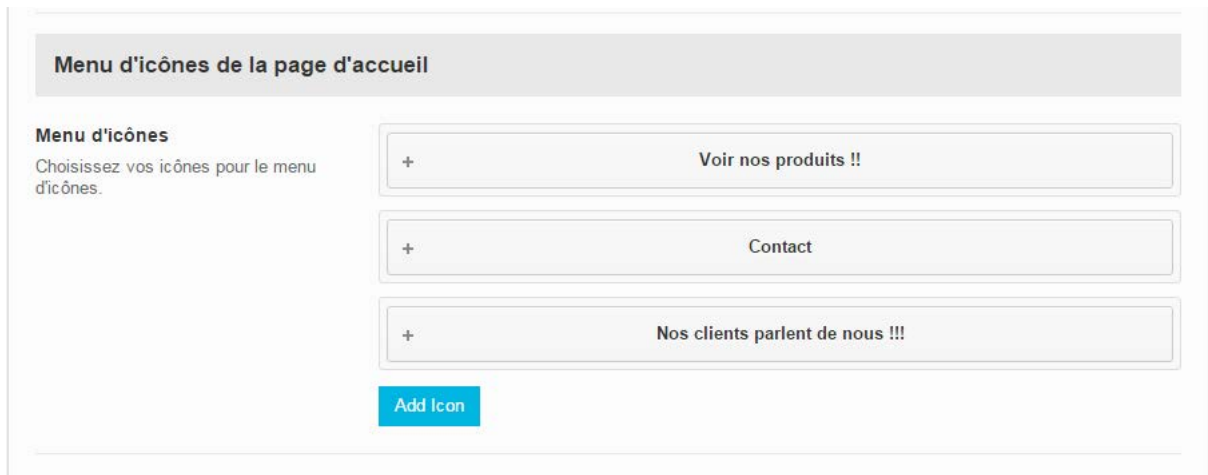 Menu d'icônes de la page d'accueil
Menu d'icônes
Choisissez vos icônes pour le menu
d'icônes.
+ Voir nos produits !!
+ Contact
+ Nos clients parlent de nous !!!
Add Icon